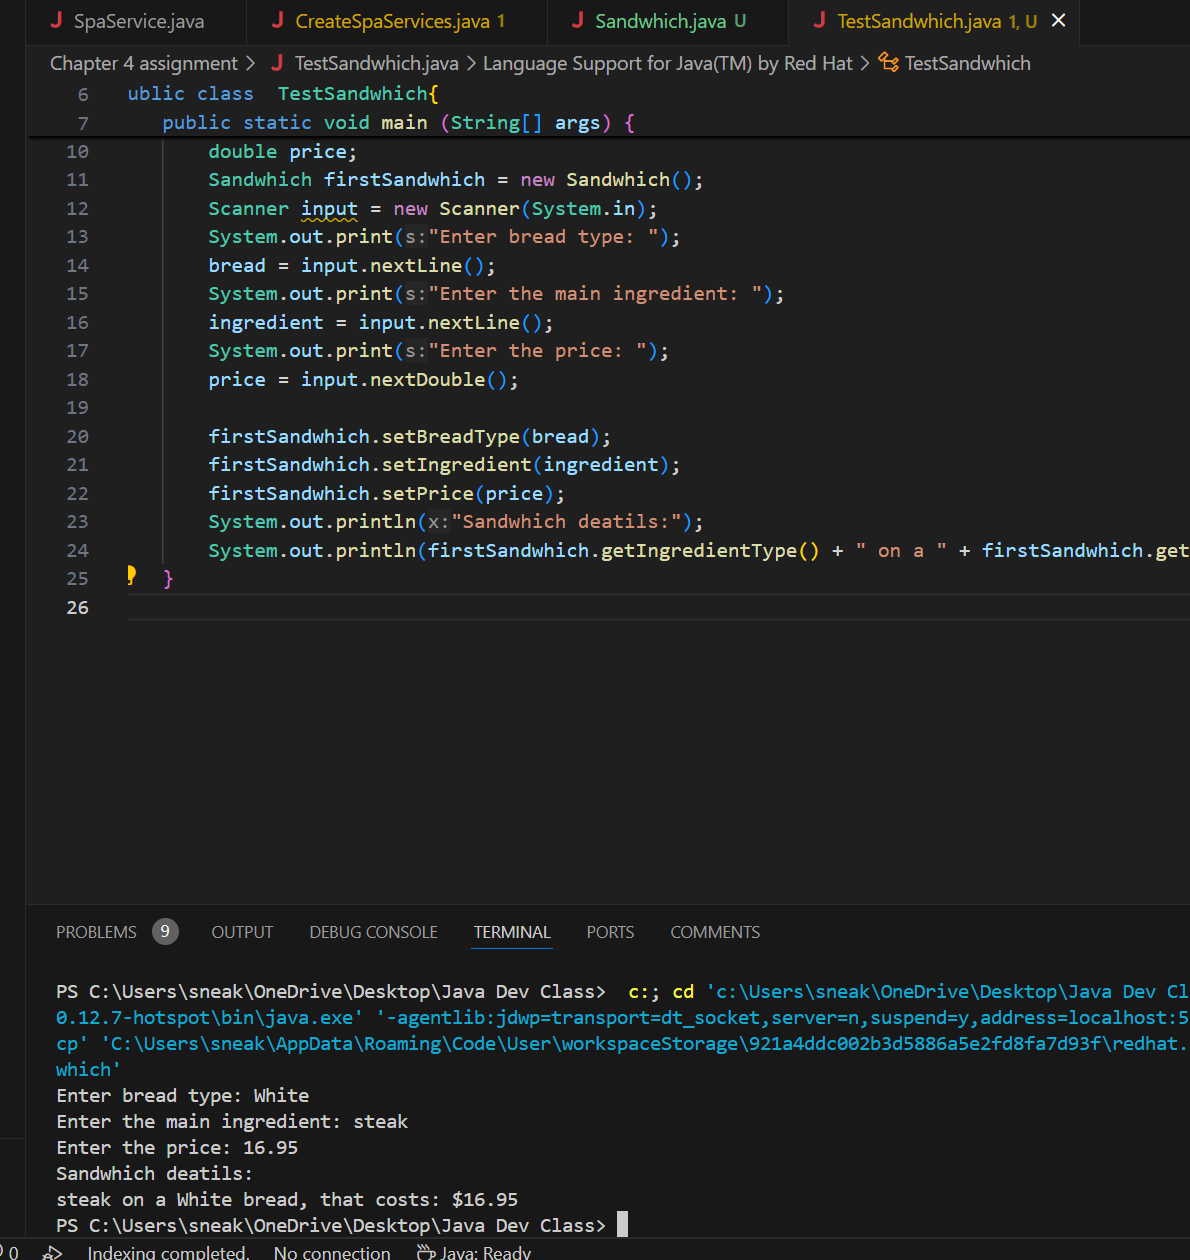 SpaService.java CreateSpaServices.java 1 Sandwhich.java U TestSandwhich.java 1, U ×
Chapter 4 assignment > TestSandwhich.java > Language Support for Java(TM) by Red Hat > TestSandwhich
6 ublic class TestSandwhich{
7 public static void main (String[] args) {
10 double price;
11 Sandwhich firstSandwhich = new Sandwhich();
12 Scanner input = new Scanner(System.in);
13 System.out.print(s:"Enter bread type: ");
14 bread = input.nextLine();
15 System.out.print(s:"Enter the main ingredient: ");
16 ingredient = input.nextLine();
17 System.out.print(s:"Enter the price: ");
18 price = input.nextDouble();
19
20 firstSandwhich.setBreadType(bread);
21 firstSandwhich.setIngredient(ingredient);
22 firstSandwhich.setPrice(price);
23 System.out.println(x:"Sandwhich deatils:");
24 System.out.println(firstSandwhich.getIngredientType() + " on a " + firstSandwhich.get
25 }
26
PROBLEMS 9 OUTPUT DEBUG CONSOLE TERMINAL PORTS COMMENTS
PS C:\Users\sneak\OneDrive\Desktop\Java Dev Class> c:; cd 'c:\Users\sneak\OneDrive\Desktop\Java Dev Cl
0.12.7-hotspot\bin\java.exe' '-agentlib:jdwp=transport=dt_socket,server=n,suspend=y,address=localhost:5
cp' 'C:\Users\sneak\AppData\Roaming\Code\User\workspaceStorage\921a4ddc002b3d5886a5e2fd8fa7d93f\redhat.
which'
Enter bread type: White
Enter the main ingredient: steak
Enter the price: 16.95
Sandwhich deatils:
steak on a White bread, that costs: $16.95
PS C:\Users\sneak\OneDrive\Desktop\Java Dev Class>
0 Indexing completed. No connection Java: Ready